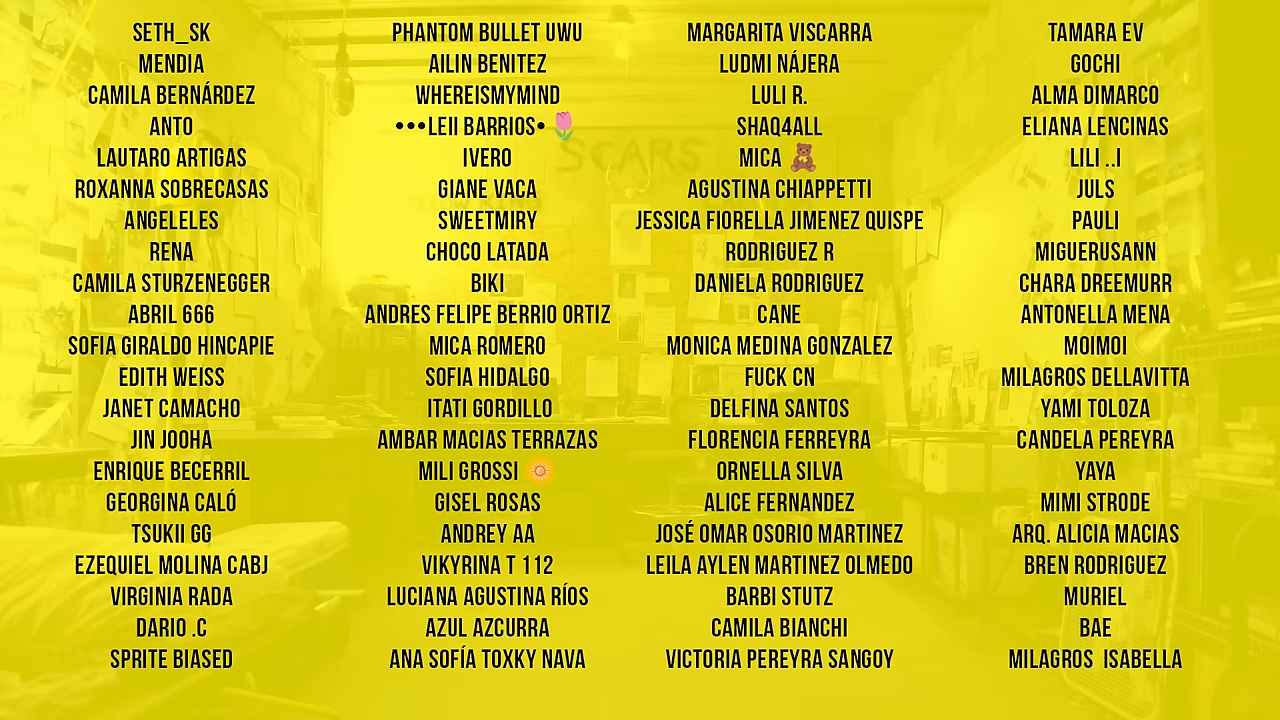 SETH_SK
MENDIA
CAMILA BERNÁRDEZ
ANTO
LAUTARO ARTIGAS
ROXANNA SOBRECASAS
ANGELELES
RENA
CAMILA STURZENEGGER
ABRIL 666
SOFIA GIRALDO HINCAPIE
EDITH WEISS
JANET CAMACHO
JIN JOOHA
ENRIQUE BECERRIL
GEORGINA CALÓ
TSUKII GG
EZEQUIEL MOLINA CABJ
VIRGINIA RADA
DARIO .C
SPRITE BIASED
PHANTOM BULLET UWU
AILIN BENITEZ
WHEREISMYMIND
•••LEII BARRIOS•🌷
IVERO
GIANE VACA
SWEETMIRY
CHOCO LATADA
BIKI
ANDRES FELIPE BERRIO ORTIZ
MICA ROMERO
SOFIA HIDALGO
ITATI GORDILLO
AMBAR MACIAS TERRAZAS
MILI GROSSI 🔅
GISEL ROSAS
ANDREY AA
VIKYRINA T 112
LUCIANA AGUSTINA RÍOS
AZUL AZCURRA
ANA SOFÍA TOXKY NAVA
MARGARITA VISCARRA
LUDMI NÁJERA
LULI R.
SHAQ4ALL
MICA 🧸
AGUSTINA CHIAPPETTI
JESSICA FIORELLA JIMENEZ QUISPE
RODRIGUEZ R
DANIELA RODRIGUEZ
CANE
MONICA MEDINA GONZALEZ
FUCK CN
DELFINA SANTOS
FLORENCIA FERREYRA
ORNELLA SILVA
ALICE FERNANDEZ
JOSÉ OMAR OSORIO MARTINEZ
LEILA AYLEN MARTINEZ OLMEDO
BARBI STUTZ
CAMILA BIANCHI
VICTORIA PEREYRA SANGOY
TAMARA EV
GOCHI
ALMA DIMARCO
ELIANA LENCINAS
LILI ..I
JULS
PAULI
MIGUERUSANN
CHARA DREEMURR
ANTONELLA MENA
MOIMOI
MILAGROS DELLAVITTA
YAMI TOLOZA
CANDELA PEREYRA
YAYA
MIMI STRODE
ARQ. ALICIA MACIAS
BREN RODRIGUEZ
MURIEL
BAE
MILAGROS  ISABELLA
SCARS